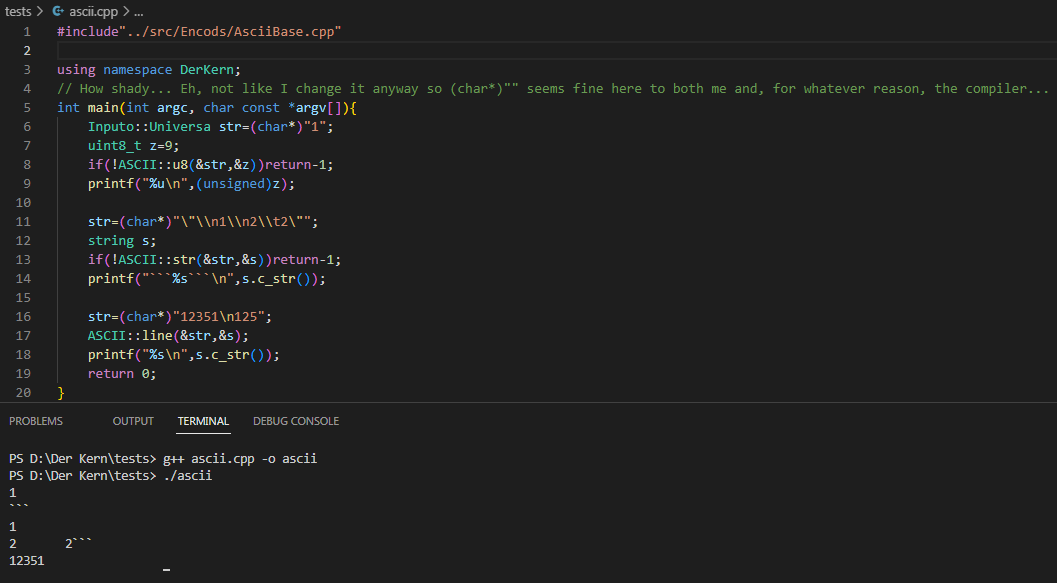 tests > ascii.cpp > ...
1 #include"../src/Encods/AsciiBase.cpp"
2
3 using namespace DerKern;
4 // How shady... Eh, not like I change it anyway so (char*)"" seems fine here to both me and, for whatever reason, the compiler...
5 int main(int argc, char const *argv[]){
6     Inputo::Universa str=(char*)"1";
7     uint8_t z=9;
8     if(!ASCII::u8(&str,&z))return-1;
9     printf("%u\n",(unsigned)z);
10
11     str=(char*)"\"\\n1\\n2\\t2\"";
12     string s;
13     if(!ASCII::str(&str,&s))return-1;
14     printf("```%s```\n",s.c_str());
15
16     str=(char*)"12351\n125";
17     ASCII::line(&str,&s);
18     printf("%s\n",s.c_str());
19     return 0;
20 }
PROBLEMS OUTPUT TERMINAL DEBUG CONSOLE
PS D:\Der Kern\tests> g++ ascii.cpp -o ascii
PS D:\Der Kern\tests> ./ascii
1
```
1
2       2```
12351